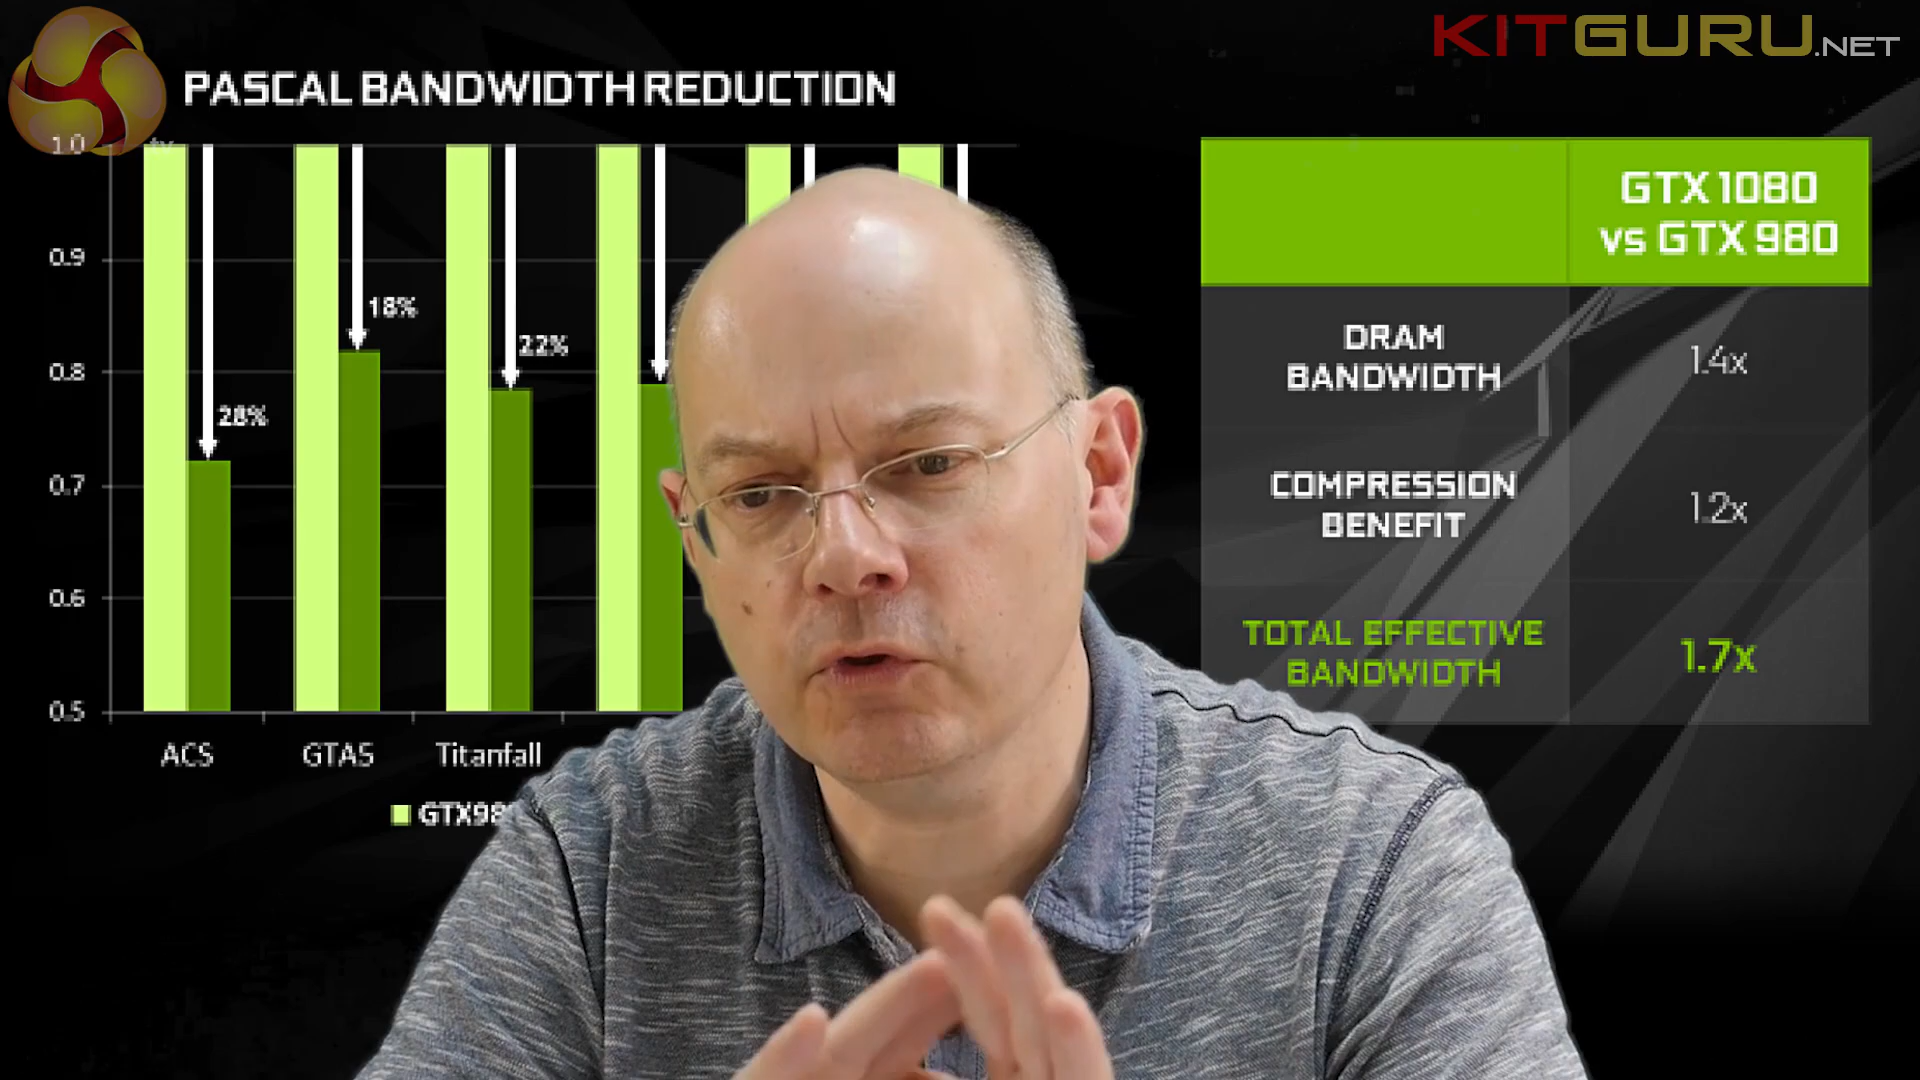 KITGURU.NET
PASCAL BANDWIDTH REDUCTION
1.0
0.9
0.8
0.7
0.6
0.5
28%
18%
22%
ACS
GTA5
Titanfall
GTX 1080
vs GTX 980
DRAM
BANDWIDTH
1.4x
COMPRESSION
BENEFIT
1.2x
TOTAL EFFECTIVE
BANDWIDTH
1.7x